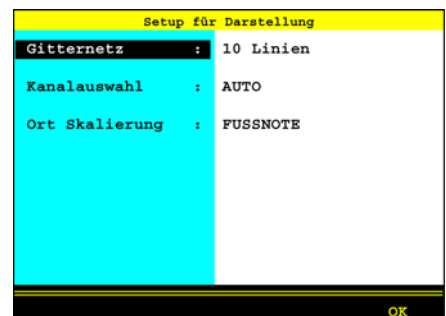 Setup für Darstellung
Gitternetz : 10 Linien
Kanalauswahl : AUTO
Ort Skalierung : FUSSNOTE
OK